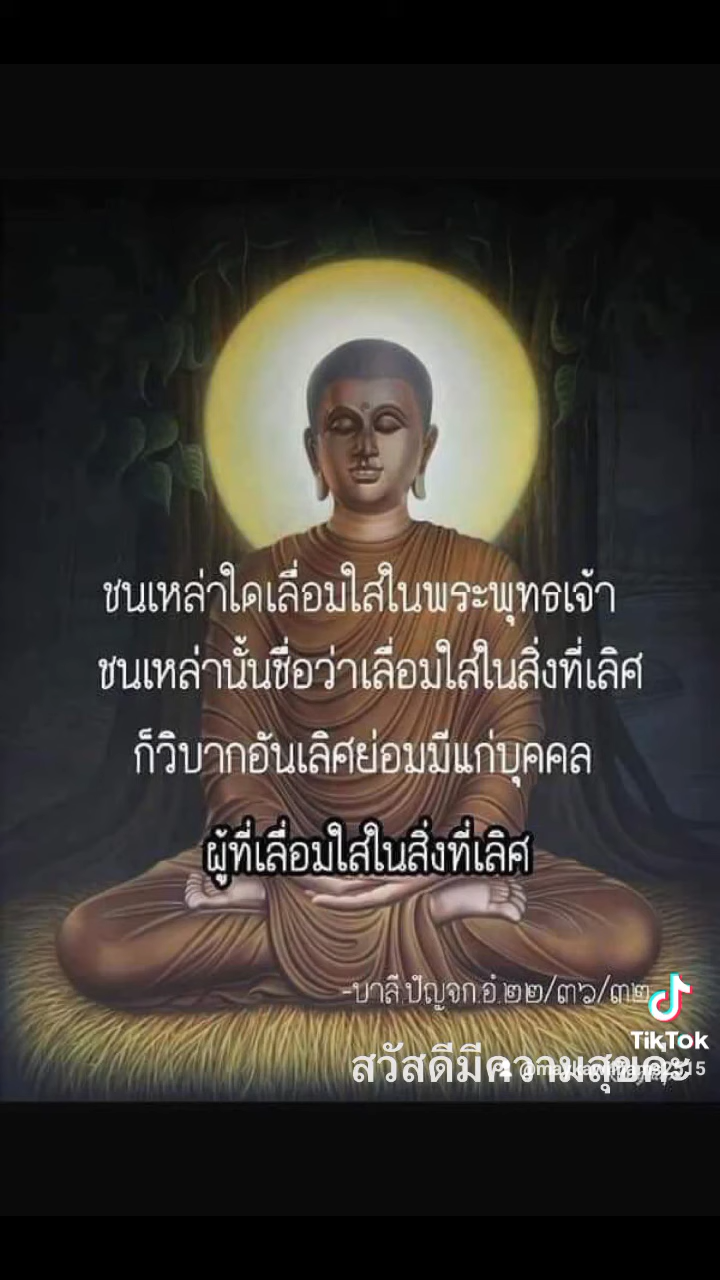 ชนเหล่าใดเลื่อมใสในพระพุทธเจ้า
ชนเหล่านั้นชื่อว่าเลื่อมใสในสิ่งที่เลิศ
ก็วิบากอันเลิศย่อมมีแก่บุคคล
ผู้ที่เลื่อมใสในสิ่งที่เลิศ
-บาลี ปัญจก.อํ.๒๒/๓๖/๓๒
TikTok
สวัสดีมีความสุขค่ะ